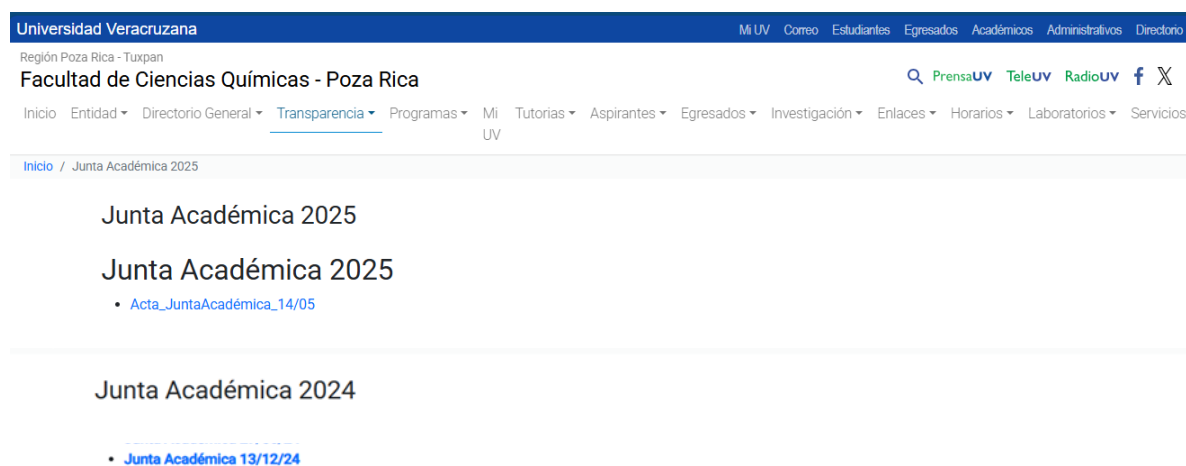 Universidad Veracruzana Mi UV Correo Estudiantes Egresados Académicos Administrativos Directorio
Región Poza Rica - Tuxpan
Facultad de Ciencias Químicas - Poza Rica PrensaUV TeleUV RadioUV
Inicio Entidad Directorio General Transparencia Programas Mi UV Tutorias Aspirantes Egresados Investigación Enlaces Horarios Laboratorios Servicios
Inicio / Junta Académica 2025
Junta Académica 2025
Junta Académica 2025
• Acta_JuntaAcadémica_14/05
Junta Académica 2024
• Junta Académica 13/12/24